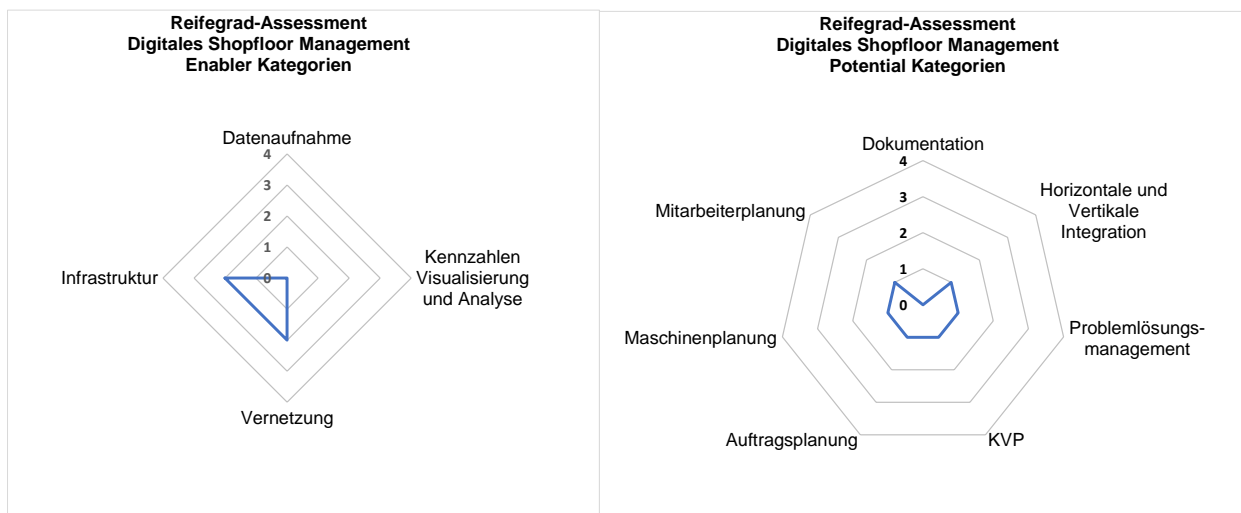 Reifegrad-Assessment
Digitales Shopfloor Management
Enabler Kategorien
Datenaufnahme
4
3
2
1
0
Infrastruktur
Kennzahlen
Visualisierung
und Analyse
Vernetzung
Reifegrad-Assessment
Digitales Shopfloor Management
Potential Kategorien
Dokumentation
4
3
2
1
0
Horizontale und
Vertikale
Integration
Mitarbeiterplanung
Maschinenplanung
Problemlösungs-
management
Auftragsplanung
KVP